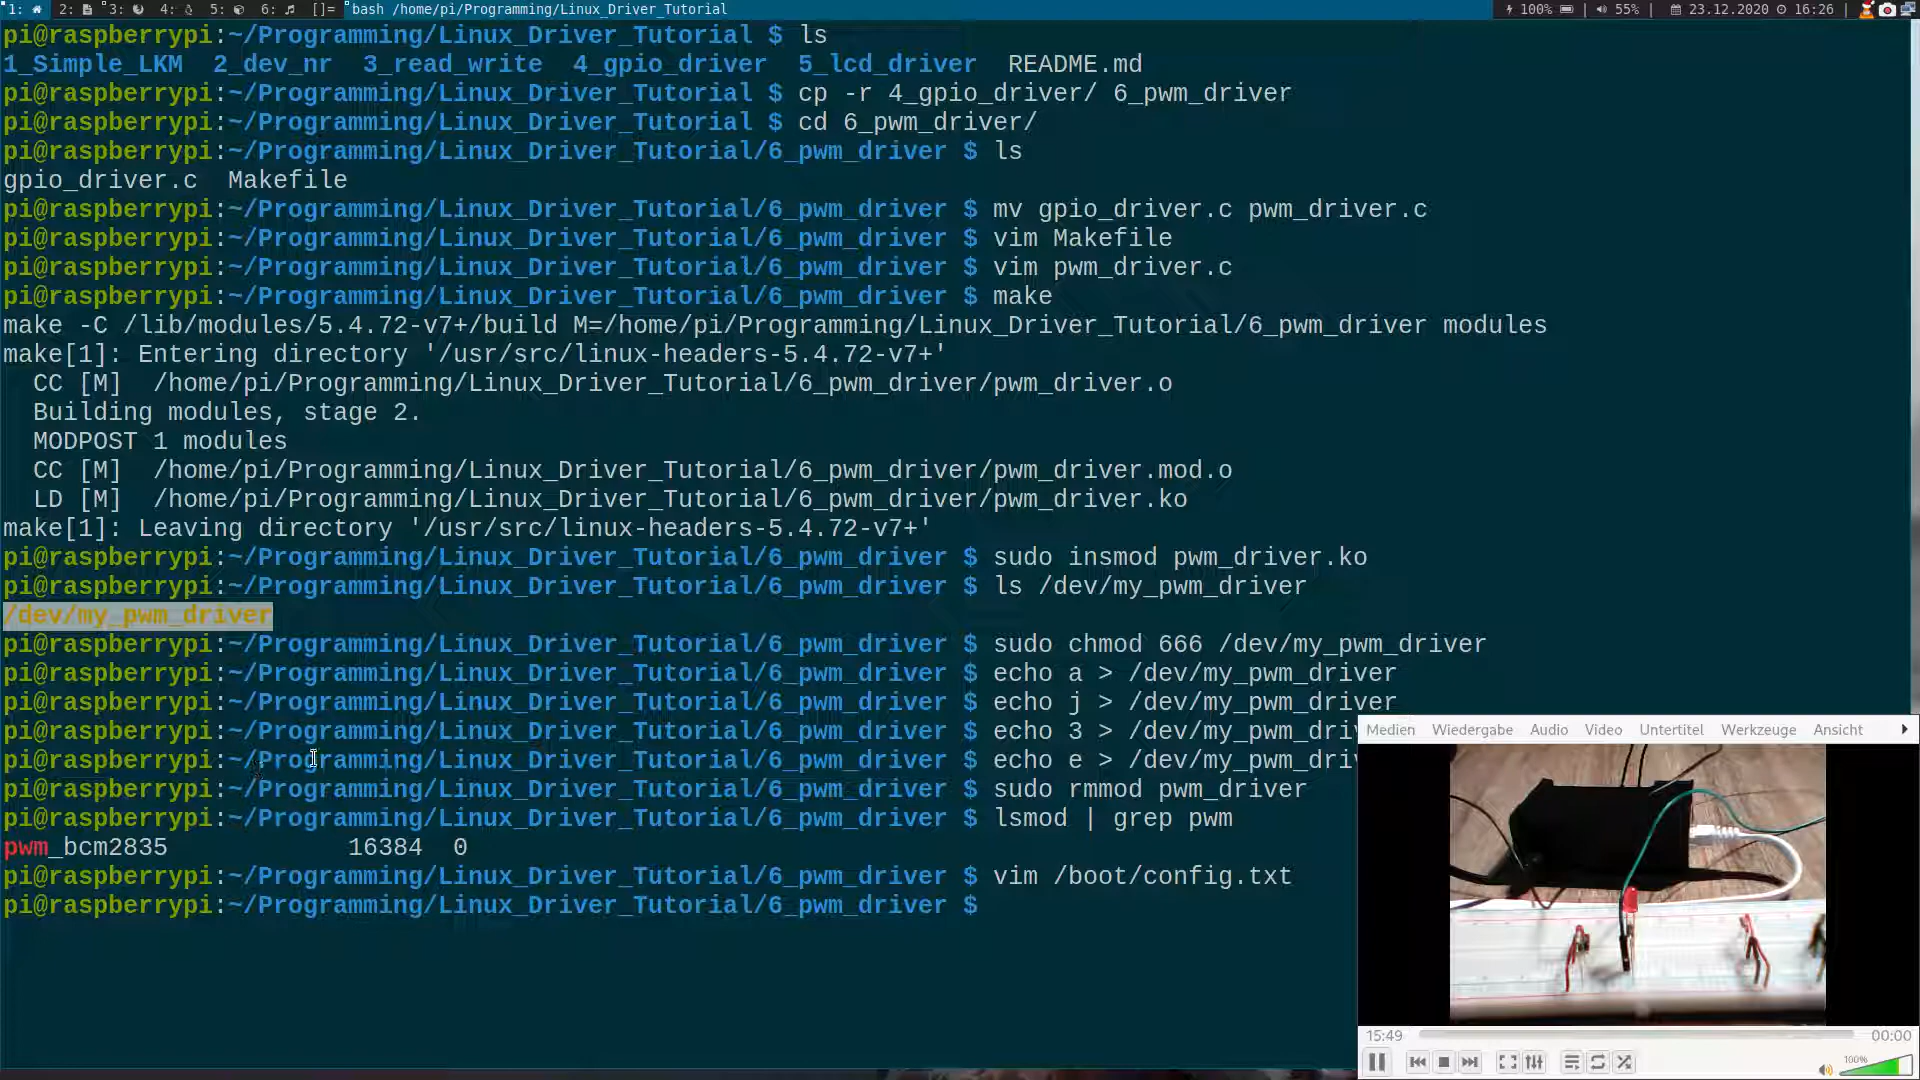 1: 2: 3: 4: 5: 6: []= bash /home/pi/Programming/Linux_Driver_Tutorial 100% | 55% | 23.12.2020 16:26 |
pi@raspberrypi:~/Programming/Linux_Driver_Tutorial $ ls
1_Simple_LKM  2_dev_nr  3_read_write  4_gpio_driver  5_lcd_driver  README.md
pi@raspberrypi:~/Programming/Linux_Driver_Tutorial $ cp -r 4_gpio_driver/ 6_pwm_driver
pi@raspberrypi:~/Programming/Linux_Driver_Tutorial $ cd 6_pwm_driver/
pi@raspberrypi:~/Programming/Linux_Driver_Tutorial/6_pwm_driver $ ls
gpio_driver.c  Makefile
pi@raspberrypi:~/Programming/Linux_Driver_Tutorial/6_pwm_driver $ mv gpio_driver.c pwm_driver.c
pi@raspberrypi:~/Programming/Linux_Driver_Tutorial/6_pwm_driver $ vim Makefile
pi@raspberrypi:~/Programming/Linux_Driver_Tutorial/6_pwm_driver $ vim pwm_driver.c
pi@raspberrypi:~/Programming/Linux_Driver_Tutorial/6_pwm_driver $ make
make -C /lib/modules/5.4.72-v7+/build M=/home/pi/Programming/Linux_Driver_Tutorial/6_pwm_driver modules
make[1]: Entering directory '/usr/src/linux-headers-5.4.72-v7+'
  CC [M]  /home/pi/Programming/Linux_Driver_Tutorial/6_pwm_driver/pwm_driver.o
  Building modules, stage 2.
  MODPOST 1 modules
  CC [M]  /home/pi/Programming/Linux_Driver_Tutorial/6_pwm_driver/pwm_driver.mod.o
  LD [M]  /home/pi/Programming/Linux_Driver_Tutorial/6_pwm_driver/pwm_driver.ko
make[1]: Leaving directory '/usr/src/linux-headers-5.4.72-v7+'
pi@raspberrypi:~/Programming/Linux_Driver_Tutorial/6_pwm_driver $ sudo insmod pwm_driver.ko
pi@raspberrypi:~/Programming/Linux_Driver_Tutorial/6_pwm_driver $ ls /dev/my_pwm_driver
/dev/my_pwm_driver
pi@raspberrypi:~/Programming/Linux_Driver_Tutorial/6_pwm_driver $ sudo chmod 666 /dev/my_pwm_driver
pi@raspberrypi:~/Programming/Linux_Driver_Tutorial/6_pwm_driver $ echo a > /dev/my_pwm_driver
pi@raspberrypi:~/Programming/Linux_Driver_Tutorial/6_pwm_driver $ echo j > /dev/my_pwm_driver
pi@raspberrypi:~/Programming/Linux_Driver_Tutorial/6_pwm_driver $ echo 3 > /dev/my_pwm_dri
pi@raspberrypi:~/Programming/Linux_Driver_Tutorial/6_pwm_driver $ echo e > /dev/my_pwm_driv
pi@raspberrypi:~/Programming/Linux_Driver_Tutorial/6_pwm_driver $ sudo rmmod pwm_driver
pi@raspberrypi:~/Programming/Linux_Driver_Tutorial/6_pwm_driver $ lsmod | grep pwm
pwm_bcm2835            16384  0
pi@raspberrypi:~/Programming/Linux_Driver_Tutorial/6_pwm_driver $ vim /boot/config.txt
pi@raspberrypi:~/Programming/Linux_Driver_Tutorial/6_pwm_driver $
Medien Wiedergabe Audio Video Untertitel Werkzeuge Ansicht
15:49 00:00
100%